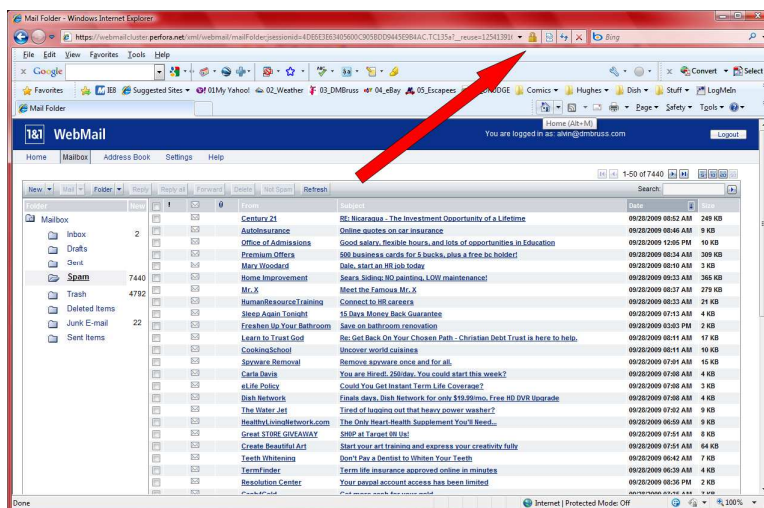 Mail Folder - Windows Internet Explorer
https://webmailcluster.perfora.net/xml/webmail/mailFolder;jsessionid=4DE6E3E63405600C905BDD9445E9B4AC.TC135a?__reuse=1254139
Bing
File Edit View Favorites Tools Help
x Google Convert Select
Favorites IEB Suggested Sites 01My Yahoo! 02_Weather 03_DMBruss 04_eBay 05_Escapees Comics Hughes Dish Stuff LogMeIn
Mail Folder Page Safety Tools
Home (Alt+M)
1&1 WebMail You are logged in as: alvin@dmbruss.com Logout
Home Mailbox Address Book Settings Help
1-50 of 7440
New Mail Folder Reply Reply all Forward Delete Not Spam Refresh Search:
Folder New ! From Subject Date Size
Mailbox
Inbox 2
Drafts
Sent
Spam 7440
Trash 4792
Deleted Items
Junk E-mail 22
Sent Items
Century 21 RE: Nicaragua - The Investment Opportunity of a Lifetime 09/28/2009 08:52 AM 249 KB
AutoInsurance Online quotes on car insurance 09/28/2009 08:46 AM 9 KB
Office of Admissions Good salary, flexible hours, and lots of opportunities in Education 09/28/2009 12:05 PM 10 KB
Premium Offers 500 business cards for 5 bucks, plus a free bc holder! 09/28/2009 08:34 AM 309 KB
Mary Woodard Dale, start an HR job today 09/28/2009 08:10 AM 3 KB
Home Improvement Sears Siding: NO painting, LOW maintenance! 09/28/2009 09:33 AM 365 KB
Mr. X Meet the Famous Mr. X 09/28/2009 08:37 AM 279 KB
HumanResourceTraining Connect to HR careers 09/28/2009 08:33 AM 21 KB
Sleep Again Tonight 15 Days Money Back Guarantee 09/28/2009 07:13 AM 4 KB
Freshen Up Your Bathroom Save on bathroom renovation 09/28/2009 03:03 PM 2 KB
Learn to Trust God Re: Get Back On Your Chosen Path - Christian Debt Trust is here to help. 09/28/2009 08:11 AM 17 KB
CookingSchool Uncover world cuisines 09/28/2009 08:11 AM 10 KB
Spyware Removal Remove spyware once and for all. 09/28/2009 07:01 AM 15 KB
Carla Davis You are Hired!. 250/day. You could start this week? 09/28/2009 07:08 AM 4 KB
eLife Policy Could You Get Instant Term Life Coverage? 09/28/2009 07:08 AM 3 KB
Dish Network Finals days, Dish Network for only $19.99/mo. Free HD DVR Upgrade 09/28/2009 07:08 AM 4 KB
The Water Jet Tired of lugging out that heavy power washer? 09/28/2009 07:02 AM 9 KB
HealthyLivingNetwork.com The Only Heart-Health Supplement You'll Need... 09/28/2009 06:59 AM 9 KB
Great STORE GIVEAWAY SHOP at Target ON Us! 09/28/2009 07:51 AM 8 KB
Create Beautiful Art Start your art training and express your creativity fully 09/28/2009 07:51 AM 64 KB
Teeth Whitening Don't Pay a Dentist to Whiten Your Teeth 09/28/2009 06:42 AM 7 KB
TermFinder Term life insurance approved online in minutes 09/28/2009 06:39 AM 4 KB
Resolution Center Your paypal account access has been limited 09/28/2009 08:36 PM 2 KB
Done Internet | Protected Mode: Off 100%